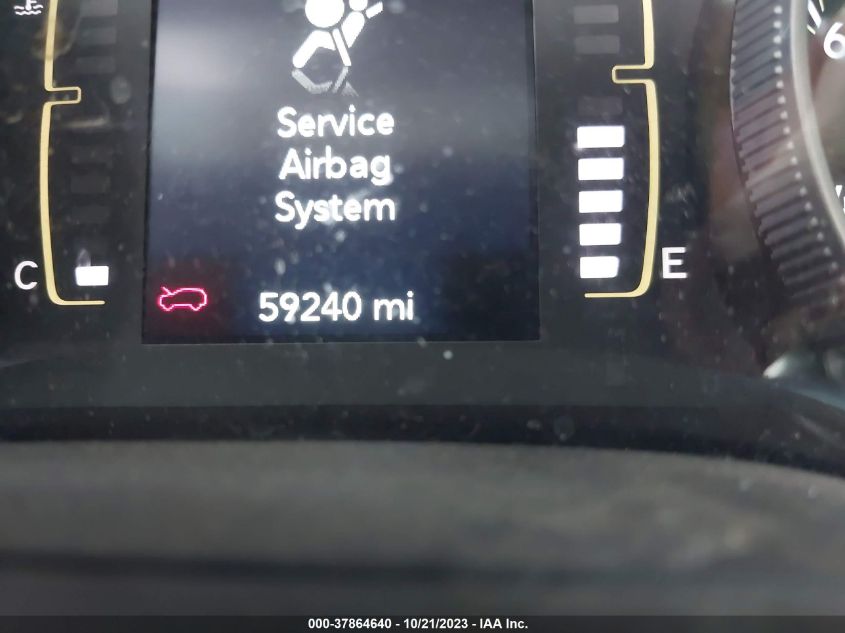 Service
Airbag
System
C
E
59240 mi
6
000-37864640 - 10/21/2023 - IAA Inc.